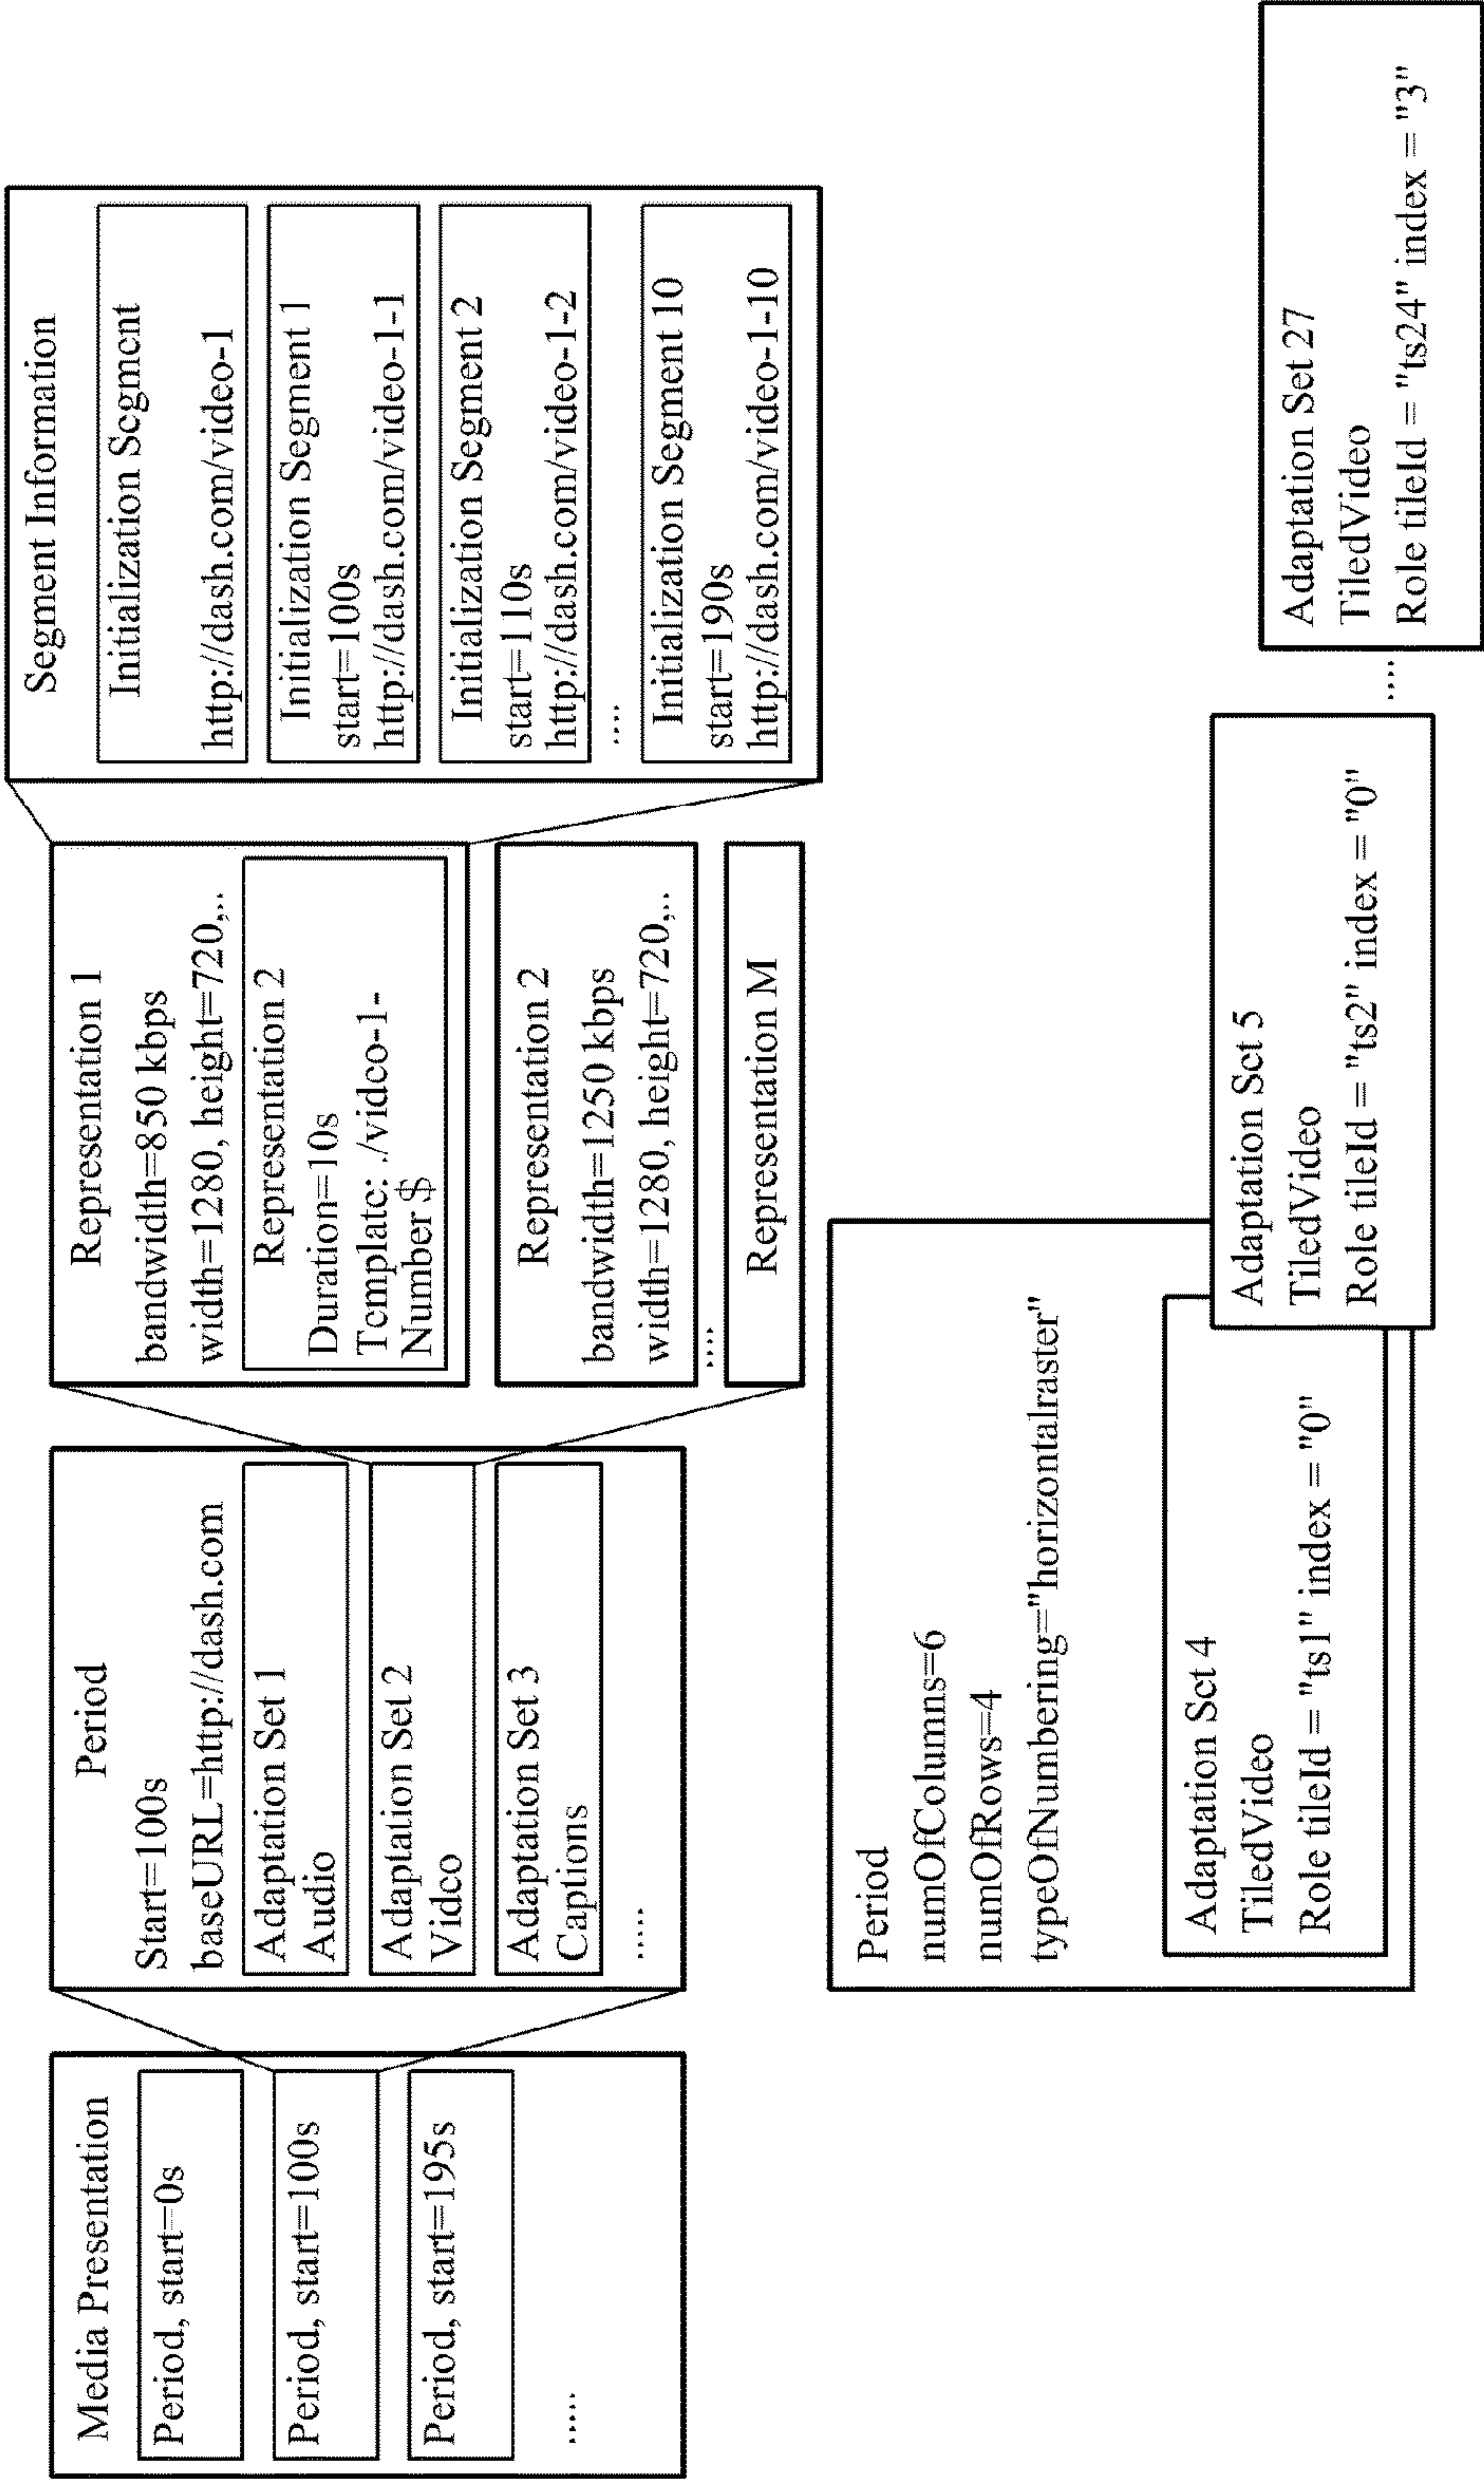 Media Presentation
Period, start=0s
Period, start=100s
Period, start=195s
.....
Period
Start=100s
baseURL=http://dash.com
Adaptation Set 1
Audio
Adaptation Set 2
Video
Adaptation Set 3
Captions
.....
Representation 1
bandwidth=850 kbps
width=1280, height=720,..
Representation 2
Duration=10s
Template: ./video-1-
Number $
Representation 2
bandwidth=1250 kbps
width=1280, height=720,..
....
Representation M
Segment Information
Initialization Segment
http://dash.com/video-1
Initialization Segment 1
start=100s
http://dash.com/video-1-1
Initialization Segment 2
start=110s
http://dash.com/video-1-2
....
Initialization Segment 10
start=190s
http://dash.com/video-1-10
Period
numOfColumns=6
numOfRows=4
typeOfNumbering="horizontalraster"
Adaptation Set 4
TiledVideo
Role tileId = "ts1" index = "0"
Adaptation Set 5
TiledVideo
Role tileId = "ts2" index = "0"
.....
Adaptation Set 27
TiledVideo
Role tileId = "ts24" index = "3"